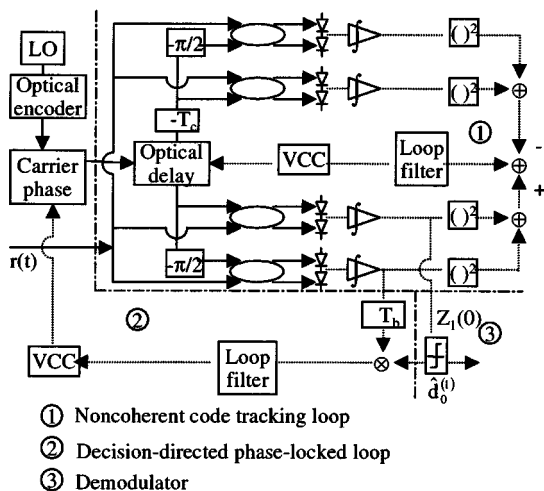 LO
Optical
encoder
Carrier
phase
r(t)
VCC
-π/2
-T_c
Optical
delay
-π/2
VCC
Loop
filter
( )²
( )²
( )²
( )²
①
-
+
②
Loop
filter
T_b
Z₁(0)
③
d̂₀⁽ⁱ⁾
① Noncoherent code tracking loop
② Decision-directed phase-locked loop
③ Demodulator